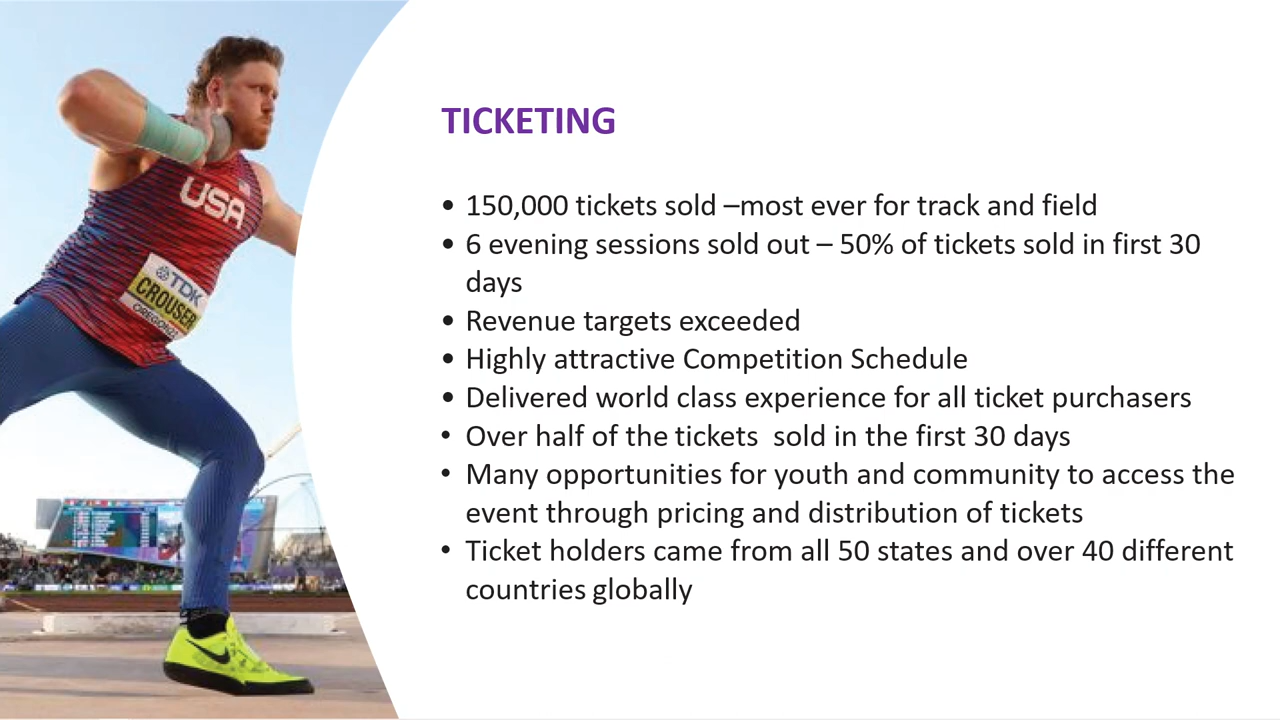 TICKETING
• 150,000 tickets sold –most ever for track and field
• 6 evening sessions sold out – 50% of tickets sold in first 30
days
• Revenue targets exceeded
• Highly attractive Competition Schedule
• Delivered world class experience for all ticket purchasers
• Over half of the tickets  sold in the first 30 days
• Many opportunities for youth and community to access the
event through pricing and distribution of tickets
• Ticket holders came from all 50 states and over 40 different
countries globally
USA
TDK
CROUSER
OREGON22